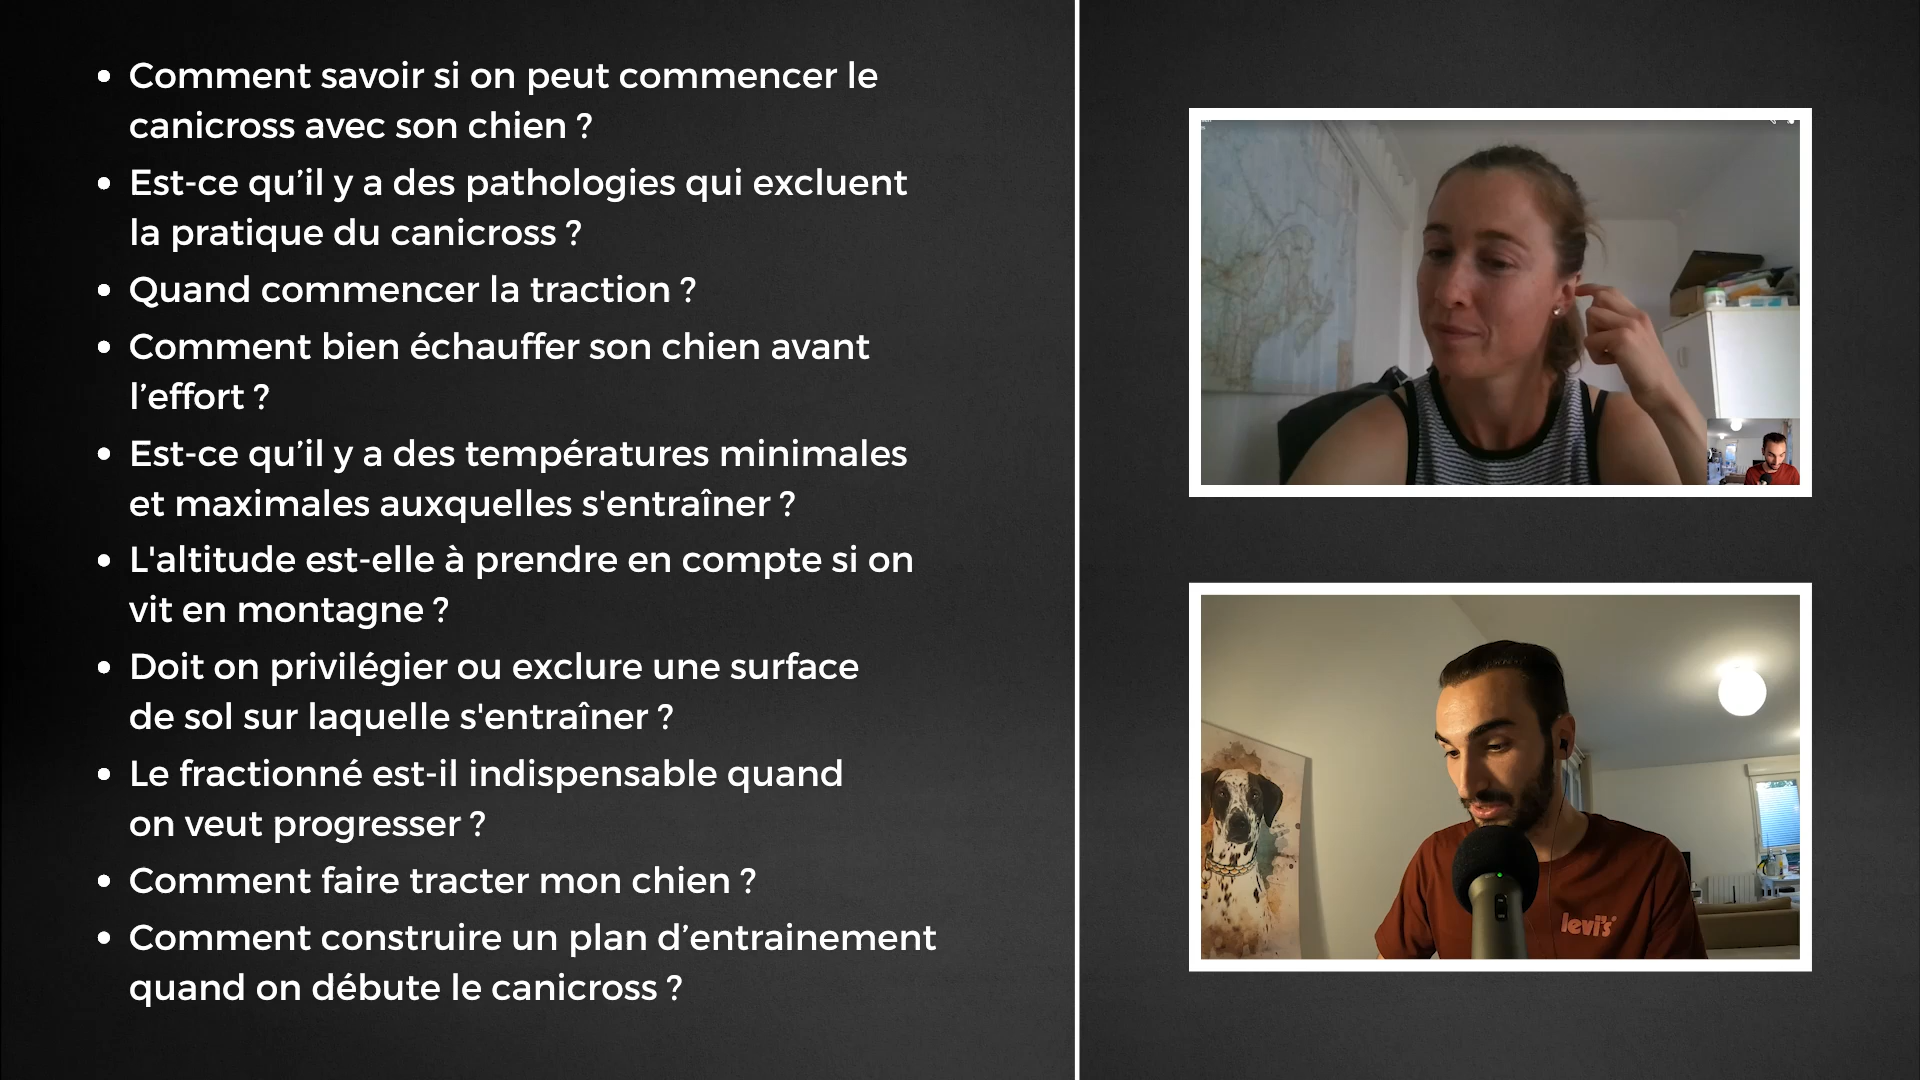 • Comment savoir si on peut commencer le
canicross avec son chien ?
• Est-ce qu’il y a des pathologies qui excluent
la pratique du canicross ?
• Quand commencer la traction ?
• Comment bien échauffer son chien avant
l’effort ?
• Est-ce qu’il y a des températures minimales
et maximales auxquelles s'entraîner ?
• L'altitude est-elle à prendre en compte si on
vit en montagne ?
• Doit on privilégier ou exclure une surface
de sol sur laquelle s'entraîner ?
• Le fractionné est-il indispensable quand
on veut progresser ?
• Comment faire tracter mon chien ?
• Comment construire un plan d’entrainement
quand on débute le canicross ?
levi's